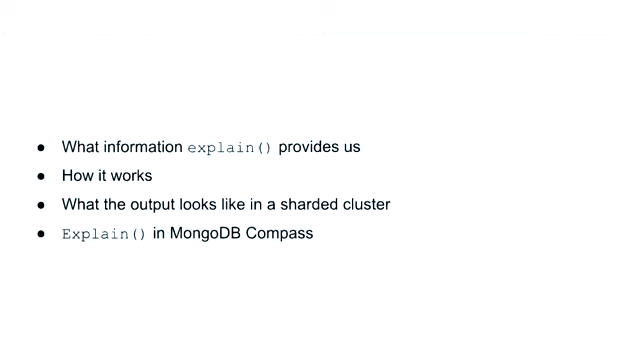 ● What information explain() provides us
● How it works
● What the output looks like in a sharded cluster
● Explain() in MongoDB Compass